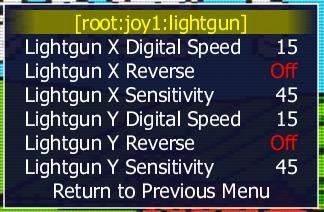 [root:joy1:lightgun]
Lightgun X Digital Speed 15
Lightgun X Reverse Off
Lightgun X Sensitivity 45
Lightgun Y Digital Speed 15
Lightgun Y Reverse Off
Lightgun Y Sensitivity 45
Return to Previous Menu